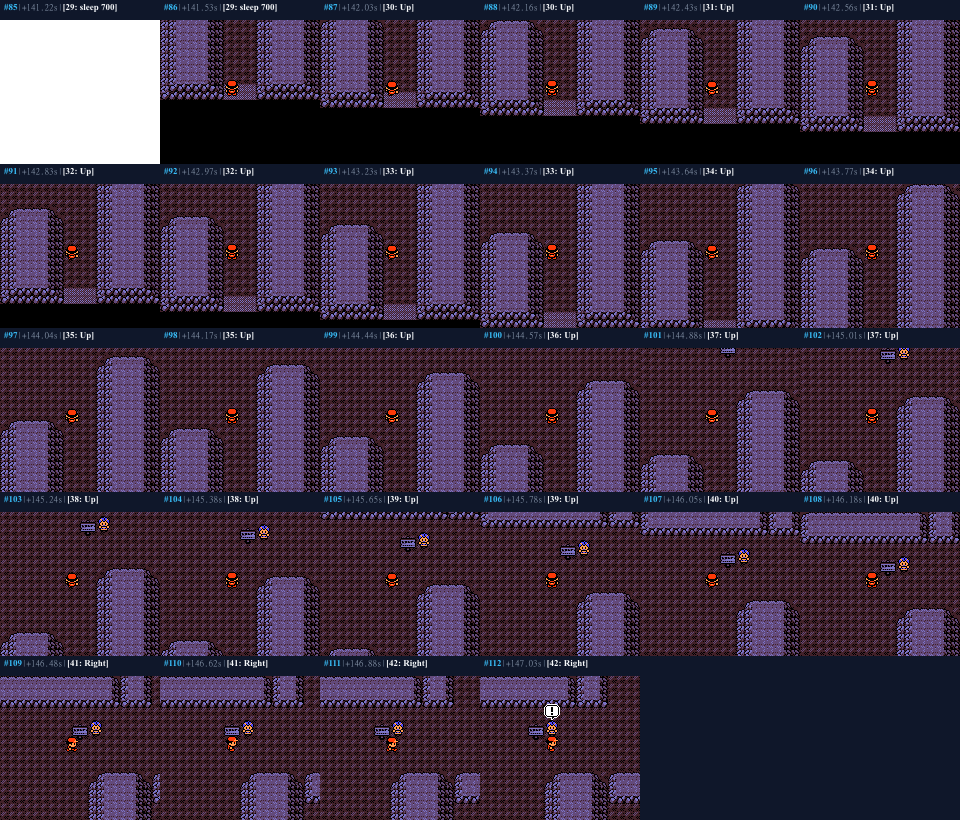 #85|+141.22s|[29: sleep 700] #86|+141.53s|[29: sleep 700] #87|+142.03s|[30: Up] #88|+142.16s|[30: Up] #89|+142.43s|[31: Up] #90|+142.56s|[31: Up]
#91|+142.83s|[32: Up] #92|+142.97s|[32: Up] #93|+143.23s|[33: Up] #94|+143.37s|[33: Up] #95|+143.64s|[34: Up] #96|+143.77s|[34: Up]
#97|+144.04s|[35: Up] #98|+144.17s|[35: Up] #99|+144.44s|[36: Up] #100|+144.57s|[36: Up] #101|+144.88s|[37: Up] #102|+145.01s|[37: Up]
#103|+145.24s|[38: Up] #104|+145.38s|[38: Up] #105|+145.65s|[39: Up] #106|+145.78s|[39: Up] #107|+146.05s|[40: Up] #108|+146.18s|[40: Up]
#109|+146.48s|[41: Right] #110|+146.62s|[41: Right] #111|+146.88s|[42: Right] #112|+147.03s|[42: Right]
!